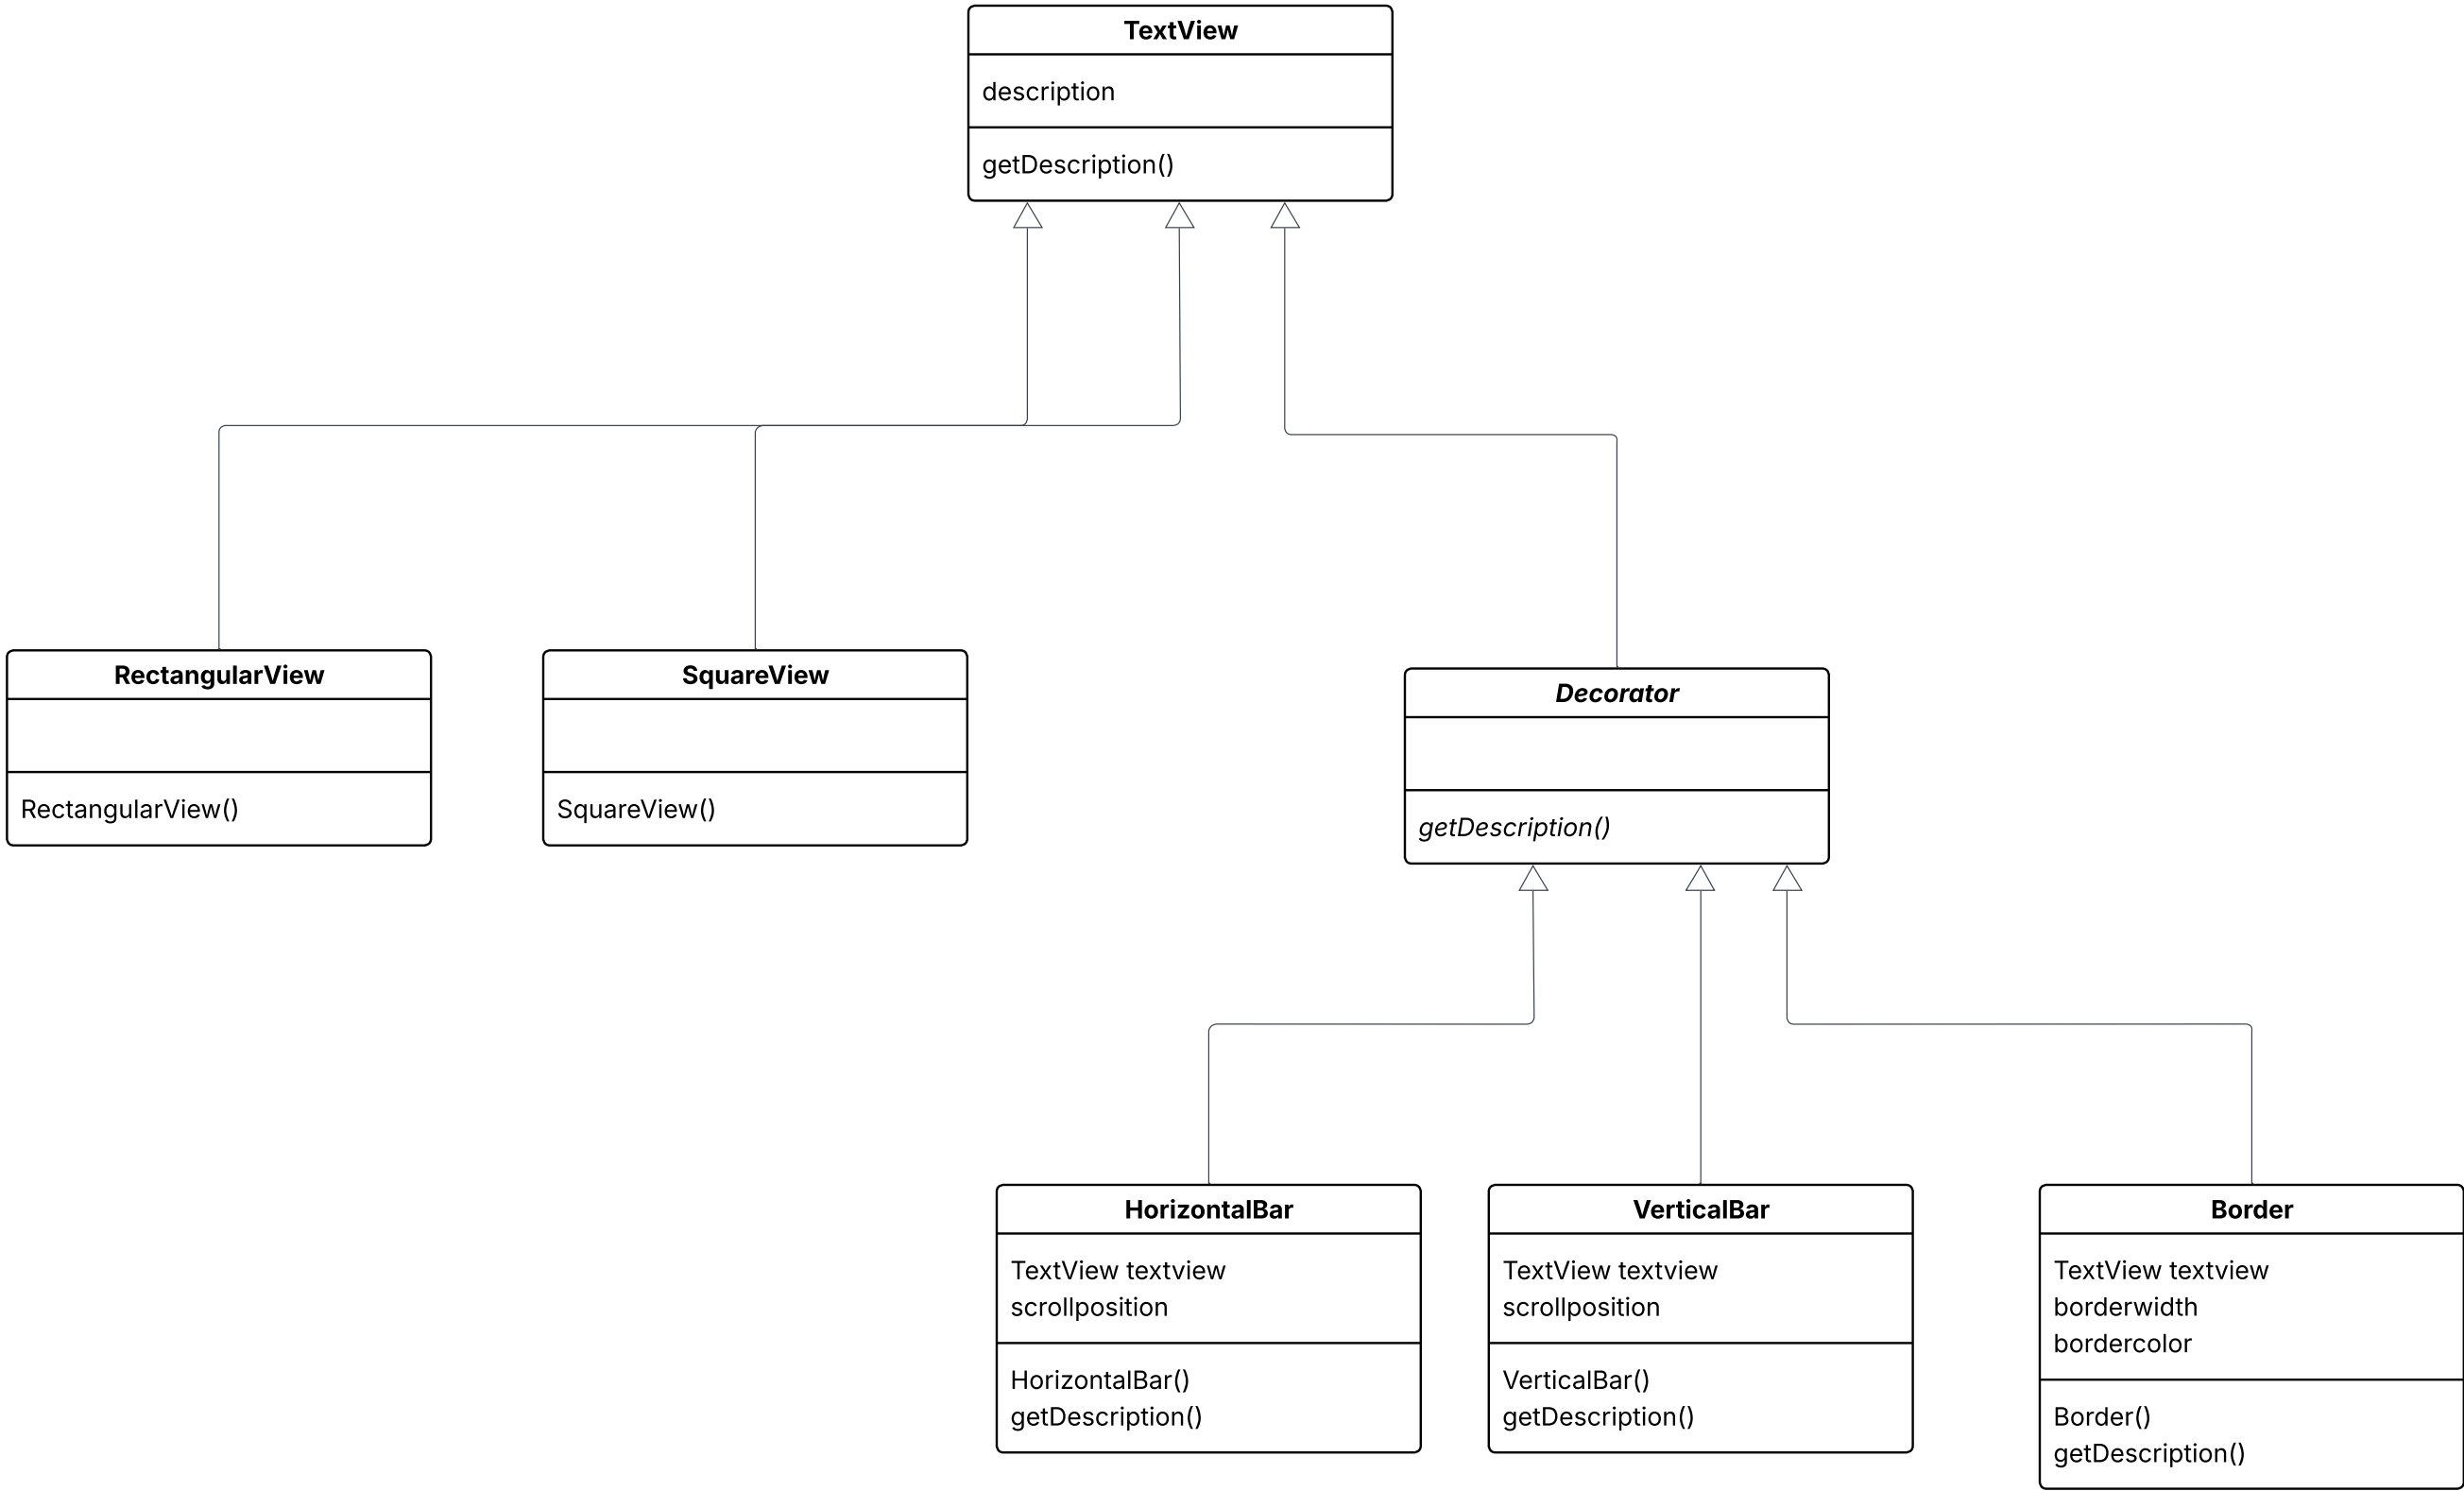 TextView
description
getDescription()
RectangularView
RectangularView()
SquareView
SquareView()
Decorator
getDescription()
HorizontalBar
TextView textview
scrollposition
HorizontalBar()
getDescription()
VerticalBar
TextView textview
scrollposition
VerticalBar()
getDescription()
Border
TextView textview
borderwidth
bordercolor
Border()
getDescription()